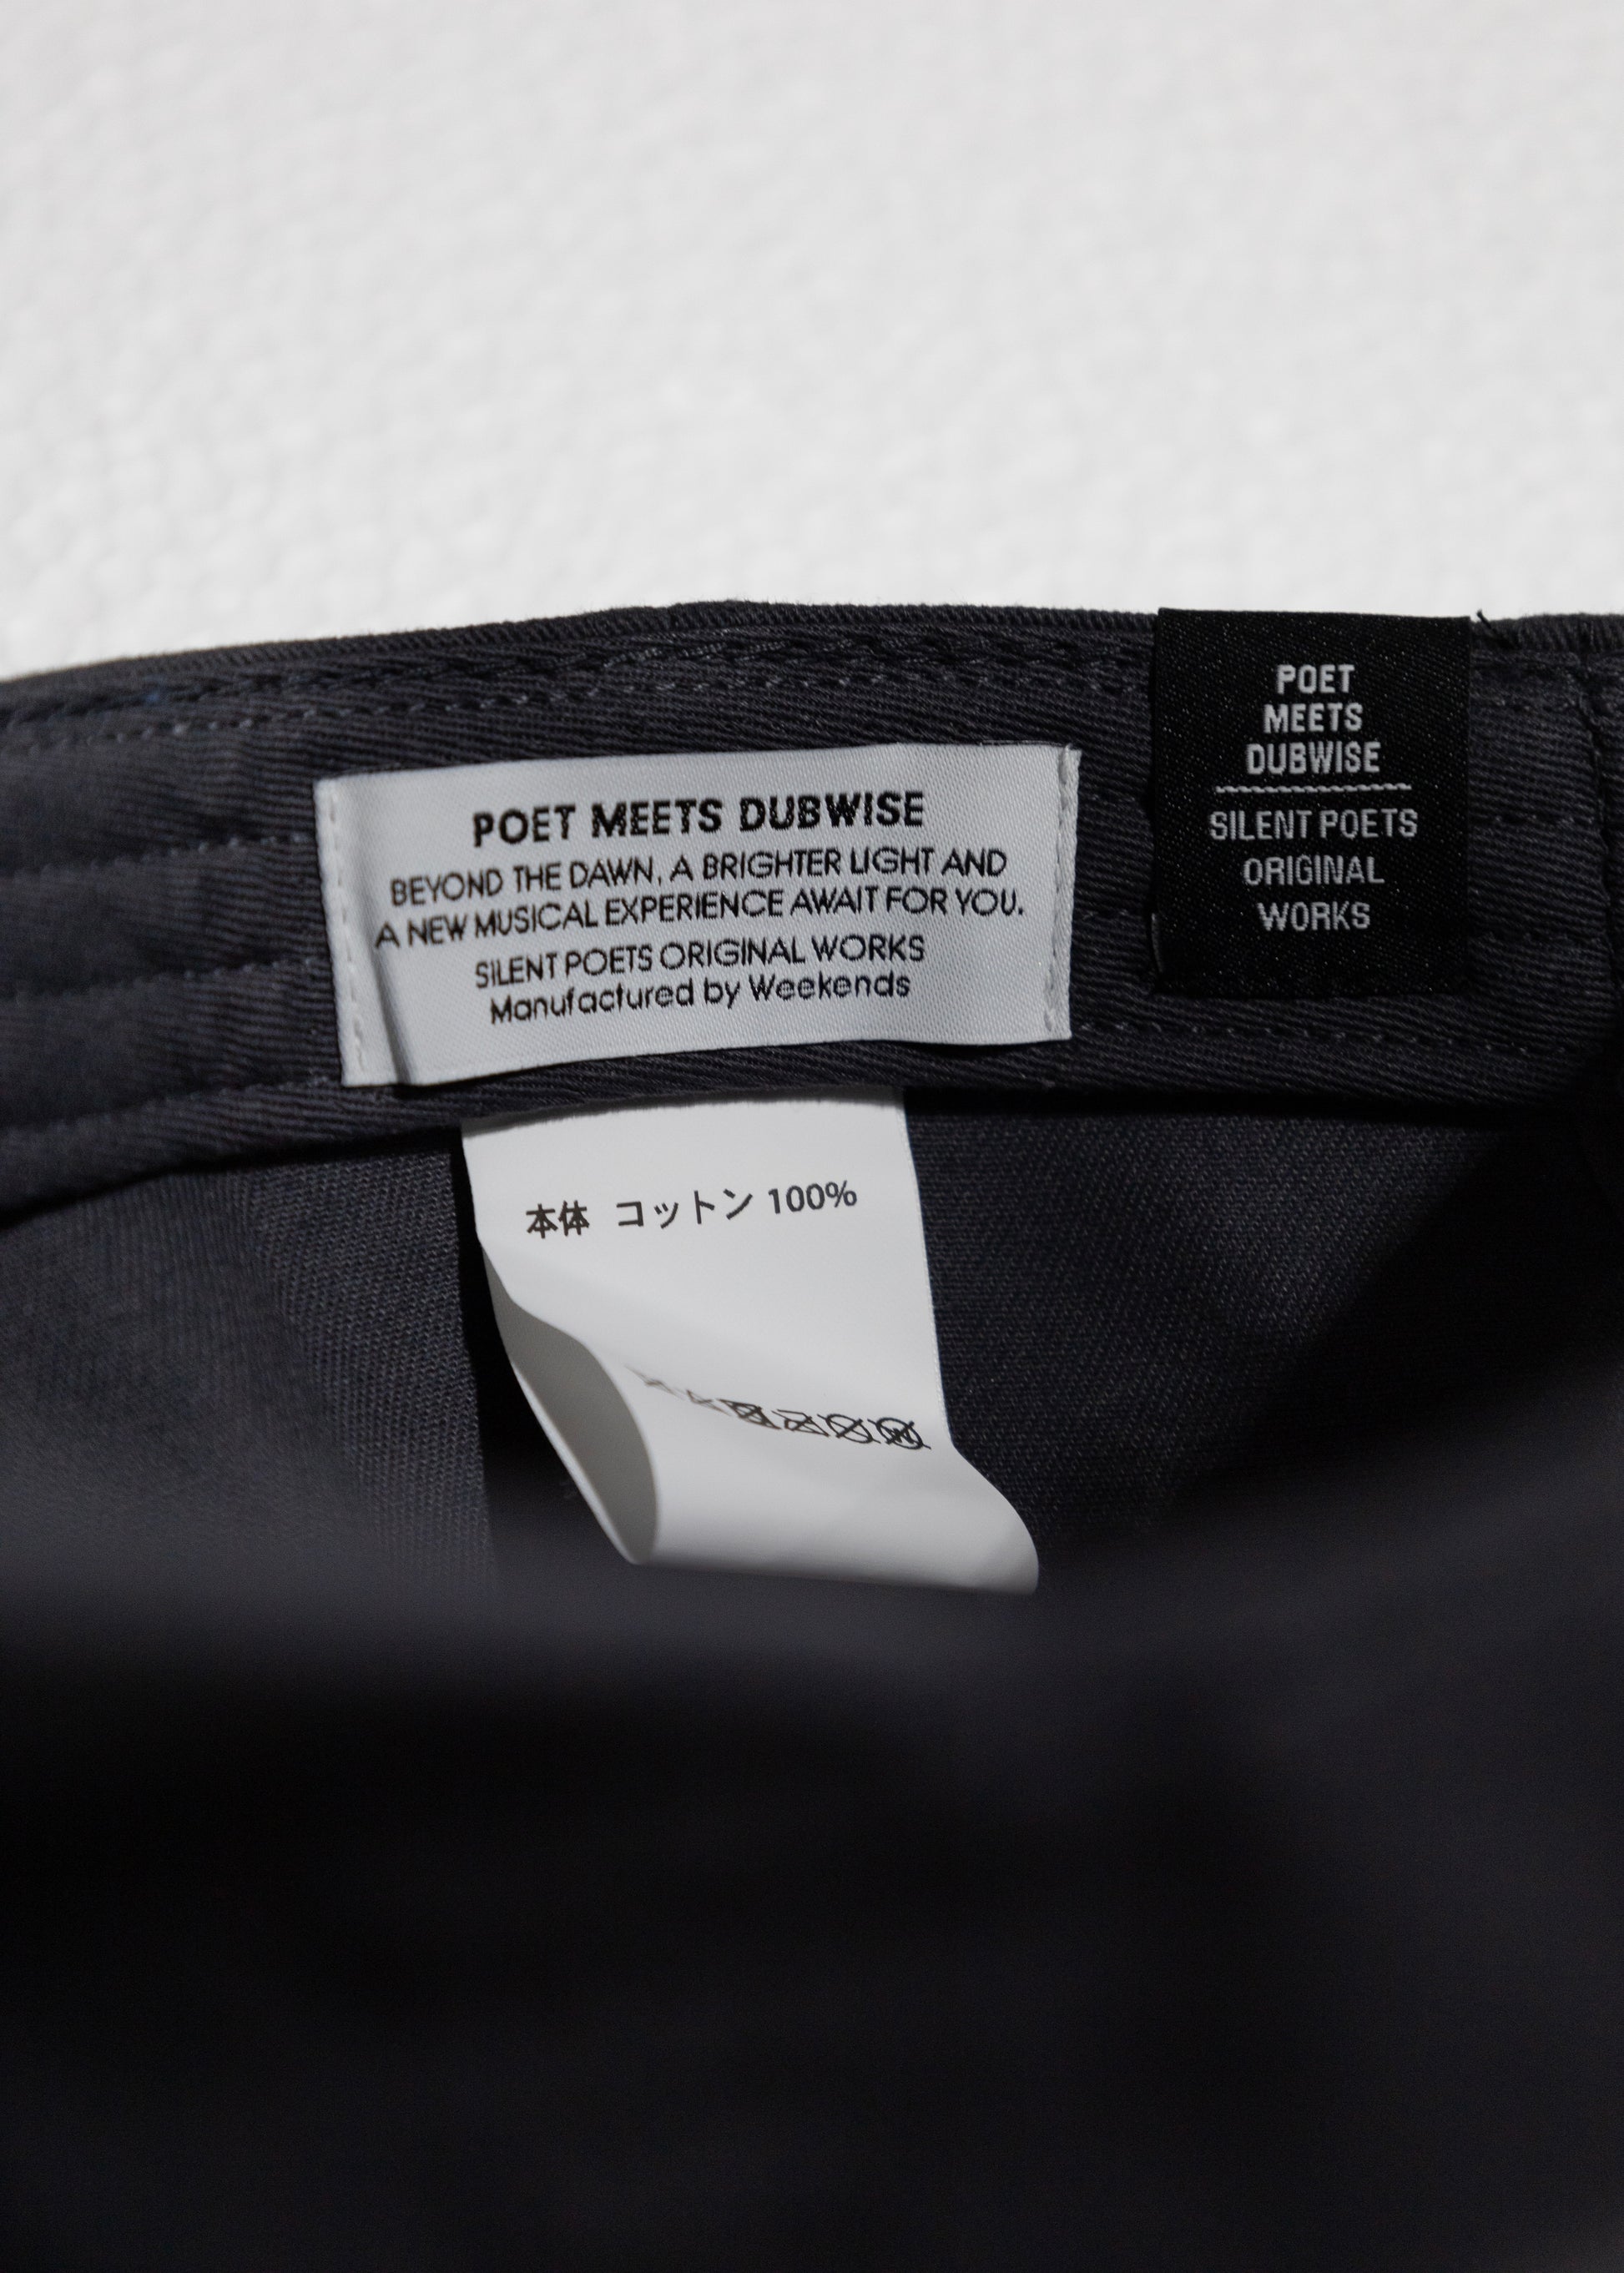 POET MEETS DUBWISE
BEYOND THE DAWN, A BRIGHTER LIGHT AND
A NEW MUSICAL EXPERIENCE AWAIT FOR YOU.
SILENT POETS ORIGINAL WORKS
Manufactured by Weekends
POET
MEETS
DUBWISE
SILENT POETS
ORIGINAL
WORKS
本体 コットン 100%